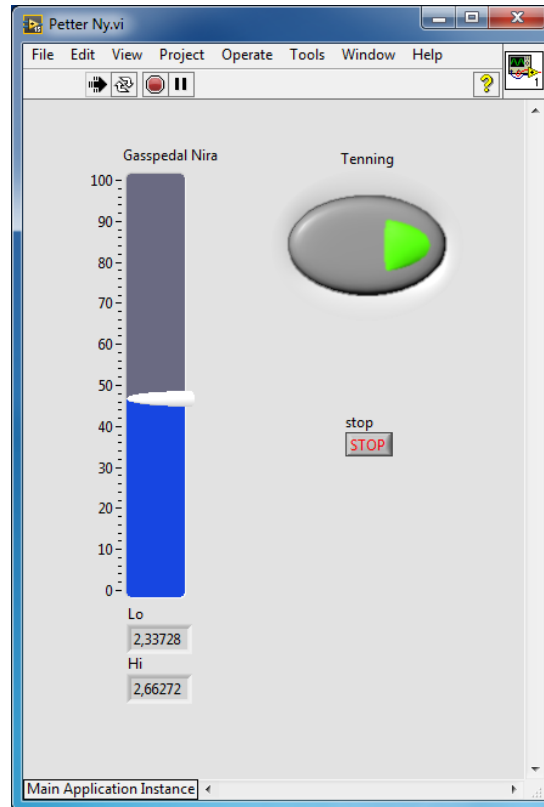 Petter Ny.vi
File Edit View Project Operate Tools Window Help
? 1
Gasspedal Nira
Tenning
100
90
80
70
60
50
40
30
20
10
0
stop
STOP
Lo
2,33728
Hi
2,66272
Main Application Instance